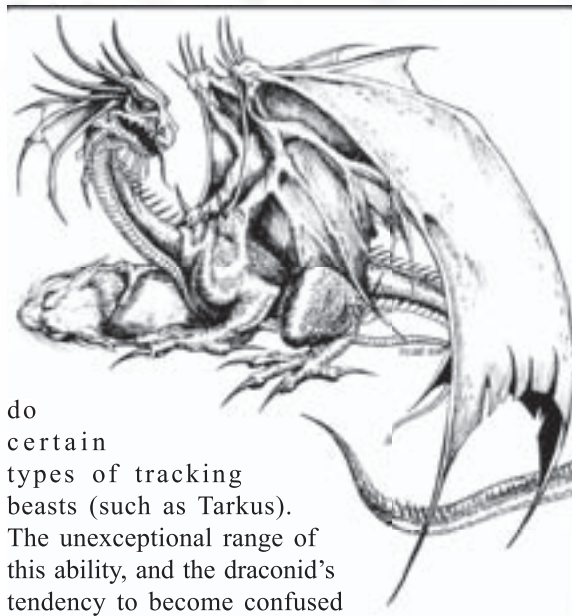 do
certain
types of tracking
beasts (such as Tarkus).
The unexceptional range of
this ability, and the draconid’s
tendency to become confused